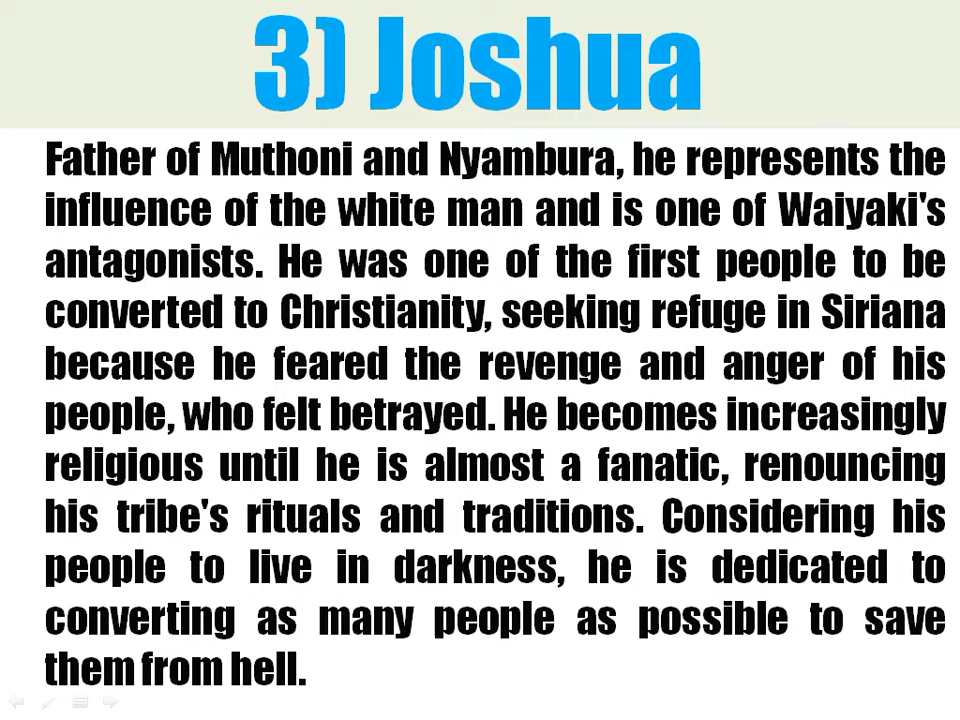 3) Joshua
Father of Muthoni and Nyambura, he represents the
influence of the white man and is one of Waiyaki's
antagonists. He was one of the first people to be
converted to Christianity, seeking refuge in Siriana
because he feared the revenge and anger of his
people, who felt betrayed. He becomes increasingly
religious until he is almost a fanatic, renouncing
his tribe's rituals and traditions. Considering his
people to live in darkness, he is dedicated to
converting as many people as possible to save
them from hell.